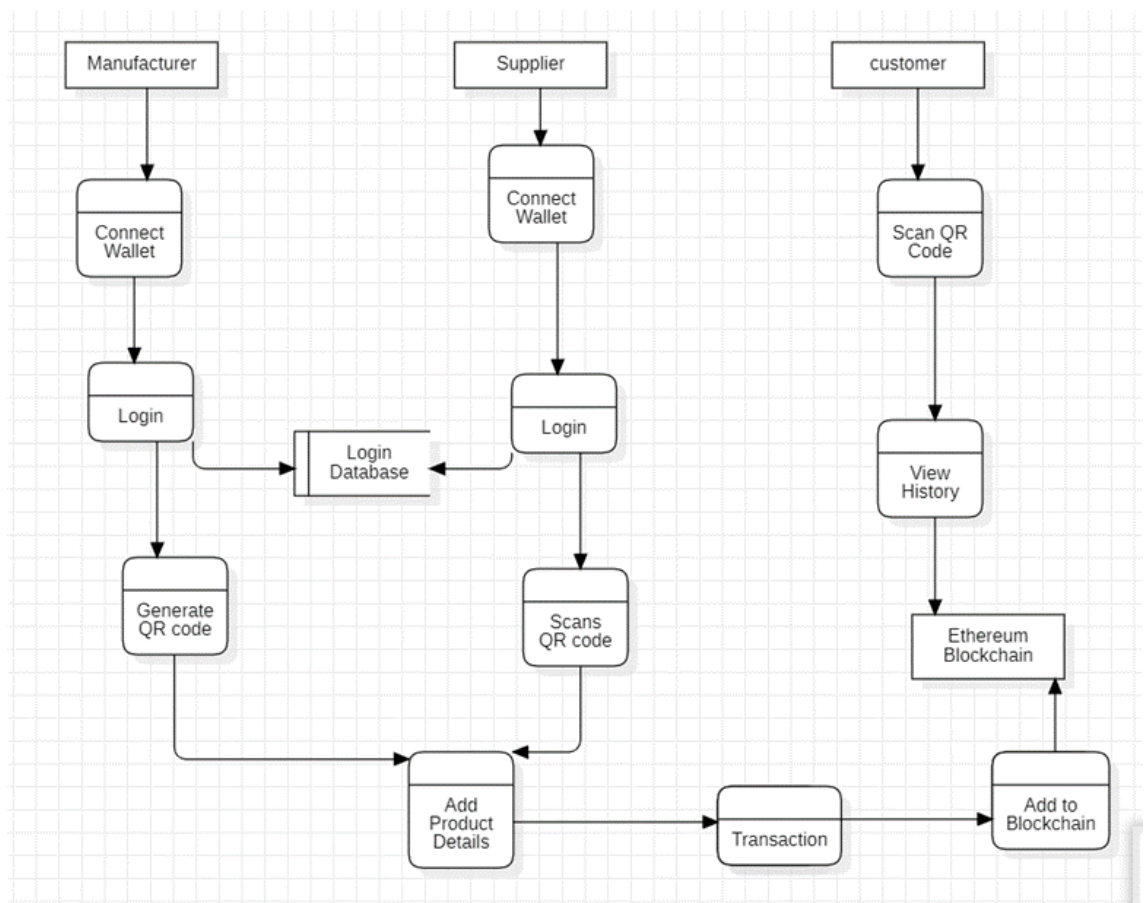 Manufacturer
Supplier
customer
Connect
Wallet
Connect
Wallet
Scan QR
Code
Login
Login
Database
Login
View
History
Generate
QR code
Scans
QR code
Ethereum
Blockchain
Add
Product
Details
Transaction
Add to
Blockchain